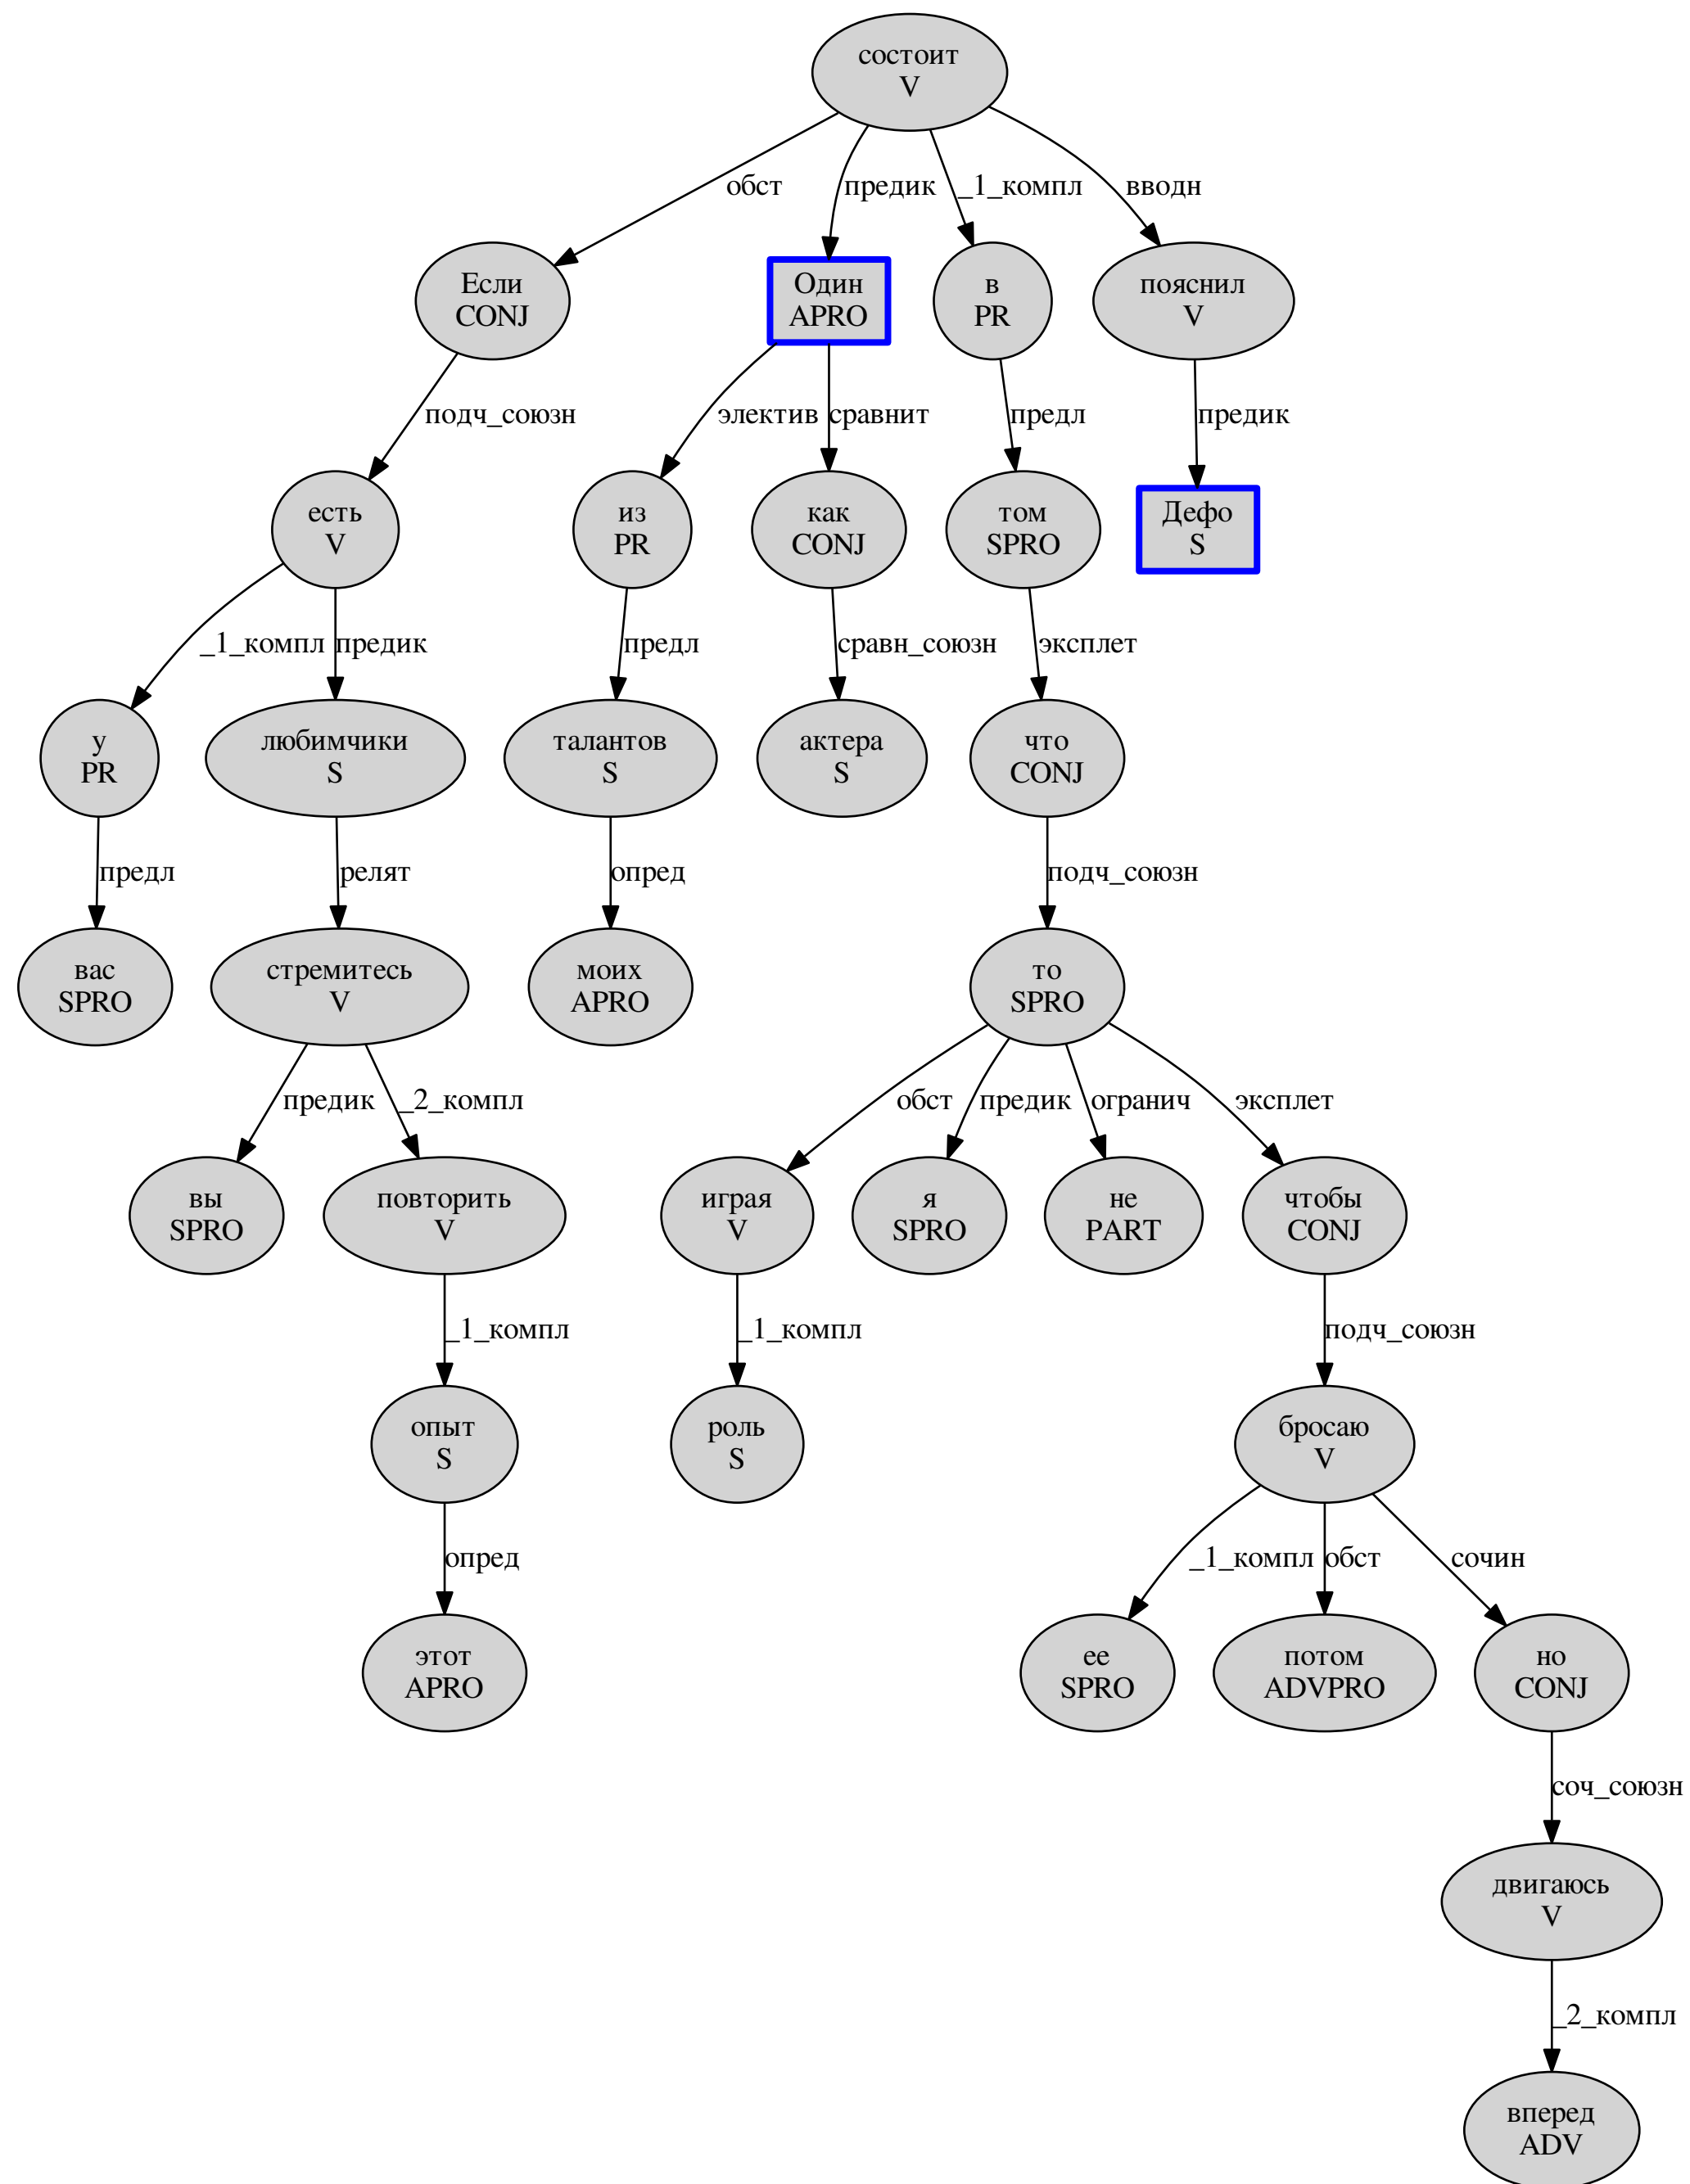 состоит
V
обст
предик
_1_компл
вводн
Если
CONJ
Один
APRO
в
PR
пояснил
V
подч_союзн
электив
сравнит
предл
предик
есть
V
из
PR
как
CONJ
том
SPRO
Дефо
S
_1_компл
предик
предл
сравн_союзн
эксплет
у
PR
любимчики
S
талантов
S
актера
S
что
CONJ
предл
релят
опред
подч_союзн
вас
SPRO
стремитесь
V
моих
APRO
то
SPRO
предик
_2_компл
обст
предик
огранич
эксплет
вы
SPRO
повторить
V
играя
V
я
SPRO
не
PART
чтобы
CONJ
_1_компл
_1_компл
подч_союзн
опыт
S
роль
S
бросаю
V
опред
_1_компл
обст
сочин
этот
APRO
ее
SPRO
потом
ADVPRO
но
CONJ
соч_союзн
двигаюсь
V
_2_компл
вперед
ADV